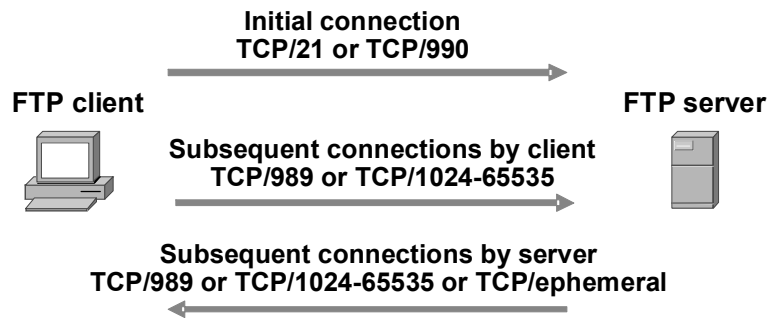 Initial connection
TCP/21 or TCP/990
FTP client
FTP server
Subsequent connections by client
TCP/989 or TCP/1024-65535
Subsequent connections by server
TCP/989 or TCP/1024-65535 or TCP/ephemeral